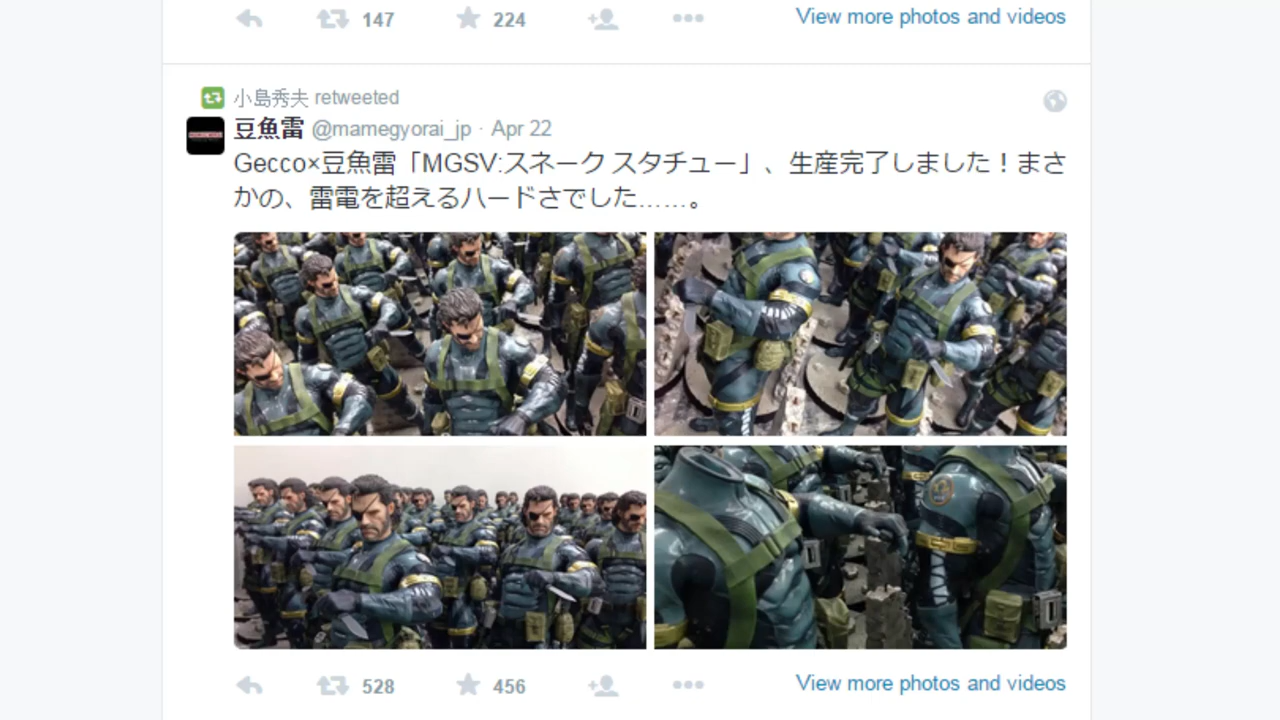 147
224
View more photos and videos
小島秀夫 retweeted
豆魚雷 @mamegyorai_jp · Apr 22
Gecco×豆魚雷「MGSV:スネーク スタチュー」、生産完了しました！まさ
かの、雷電を超えるハードさでした……。
528
456
View more photos and videos